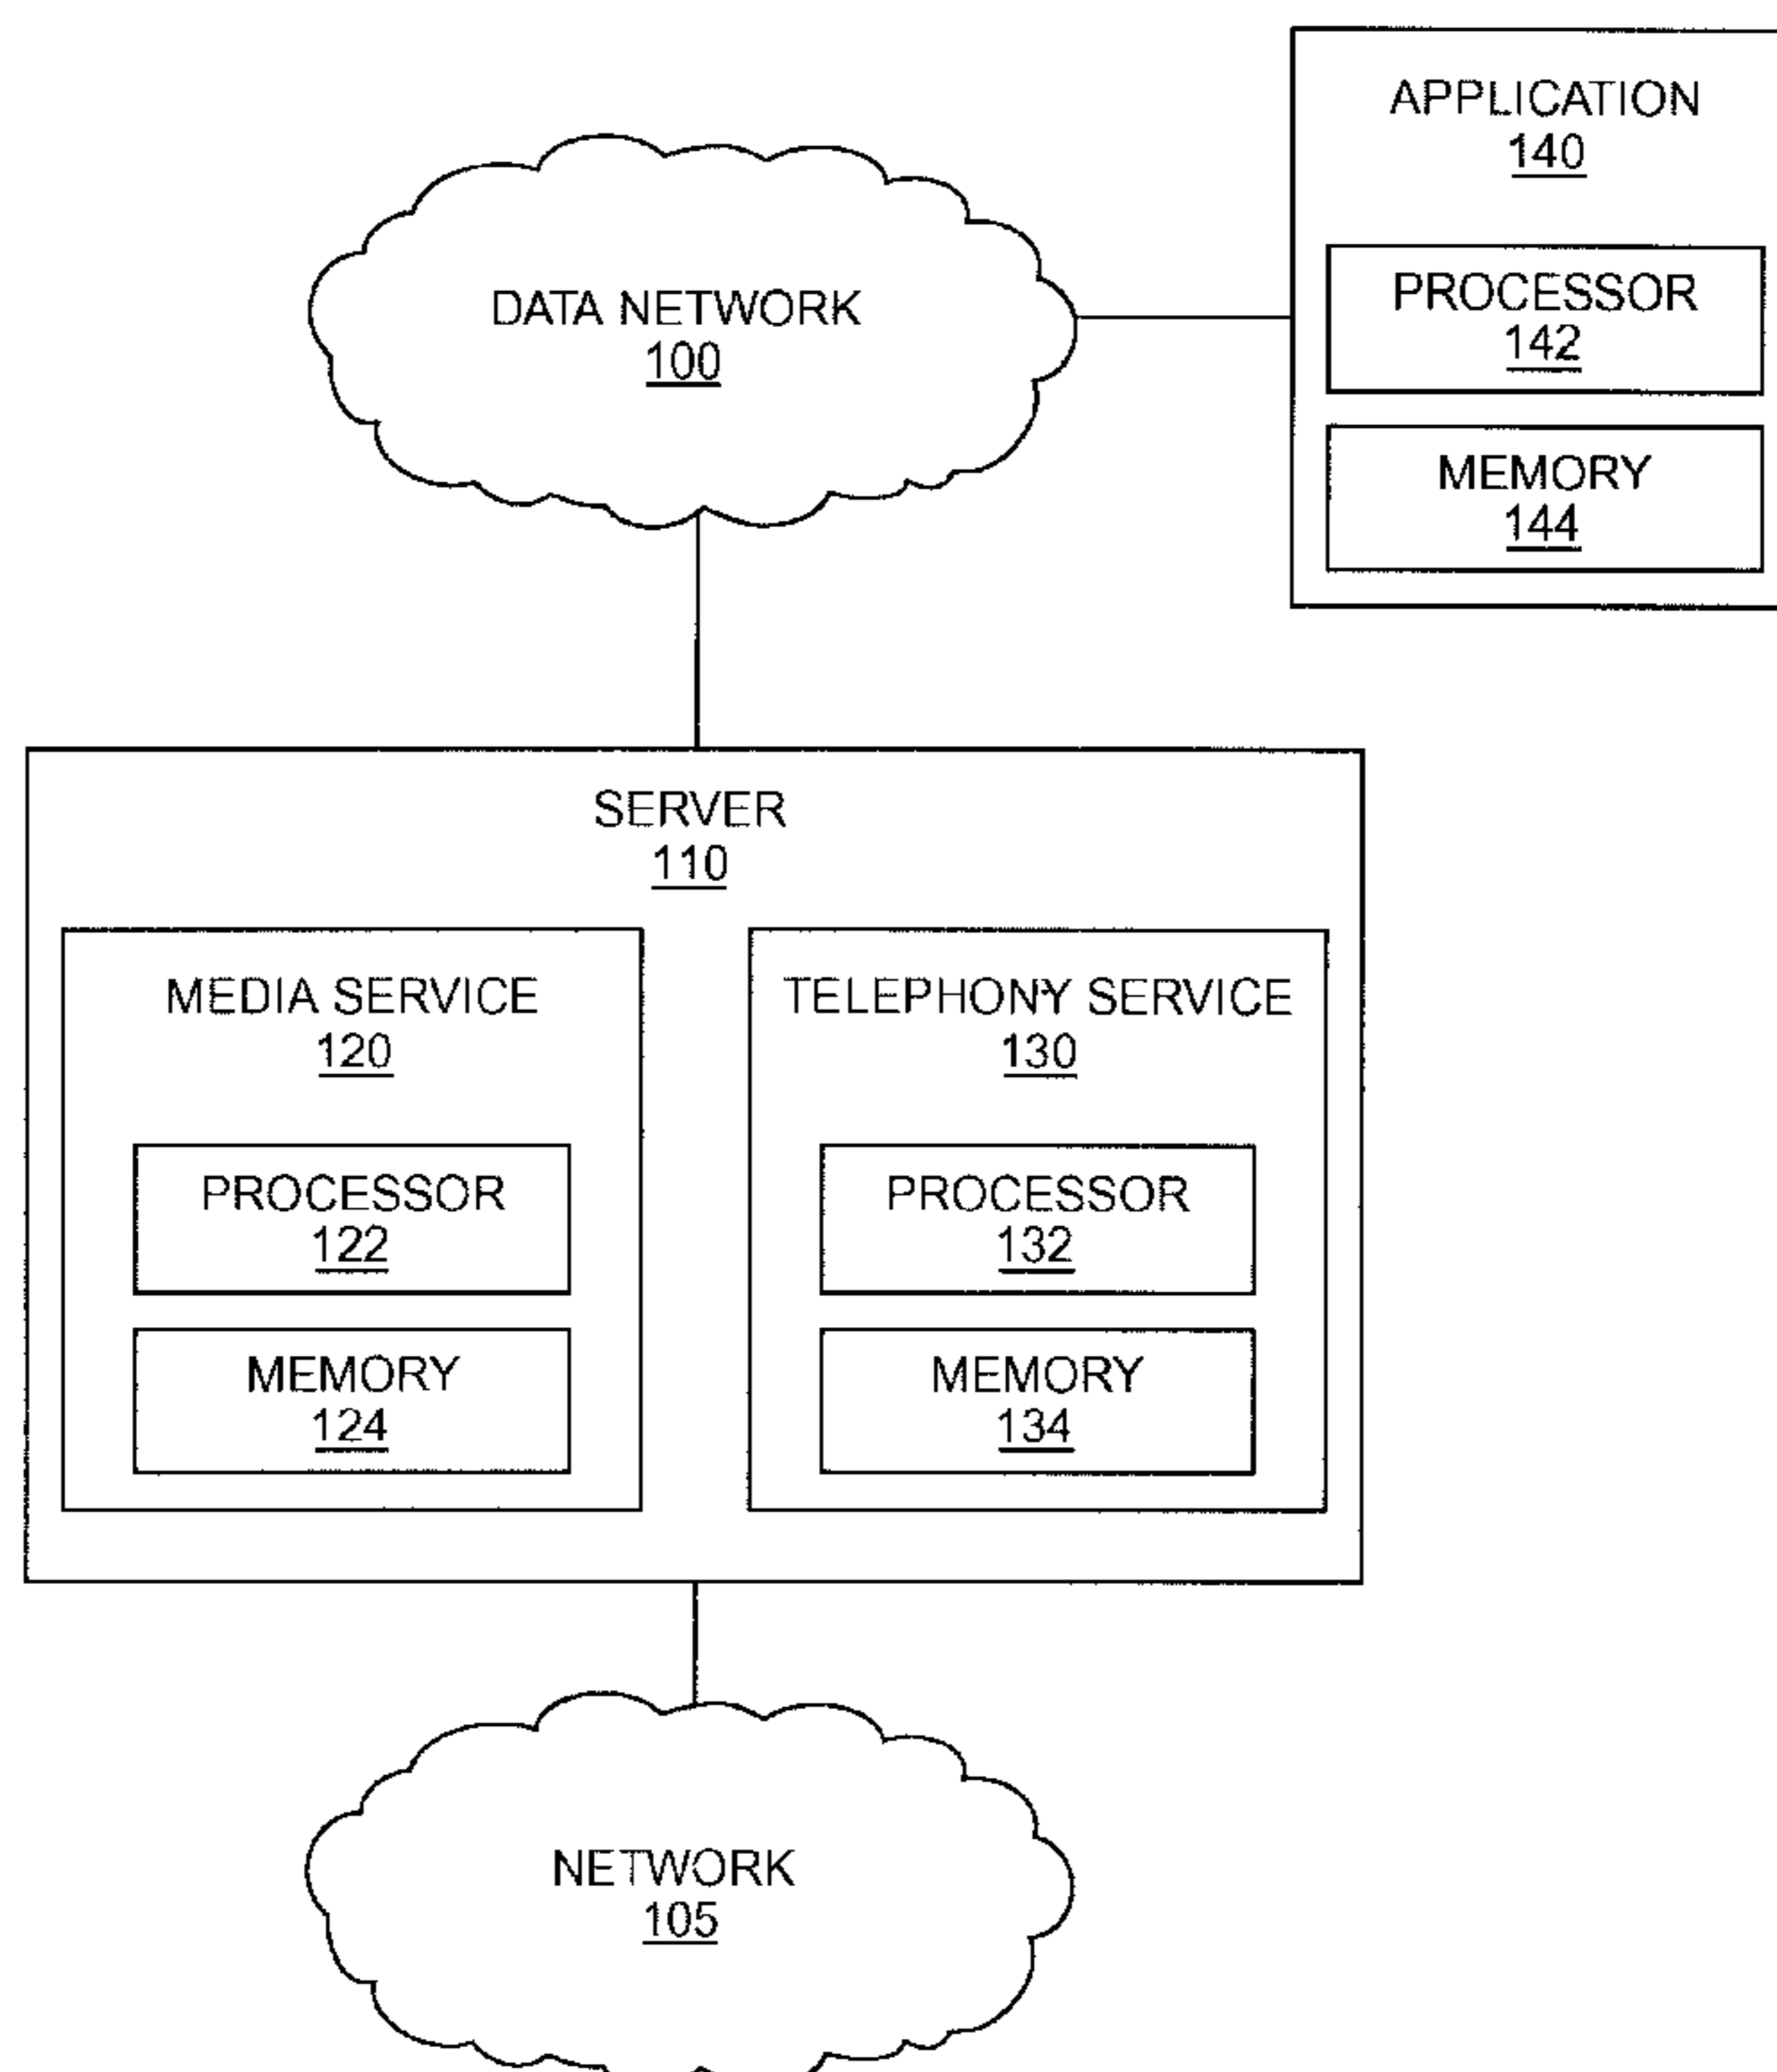 APPLICATION
140
PROCESSOR
142
MEMORY
144
DATA NETWORK
100
SERVER
110
MEDIA SERVICE
120
PROCESSOR
122
MEMORY
124
TELEPHONY SERVICE
130
PROCESSOR
132
MEMORY
134
NETWORK
105